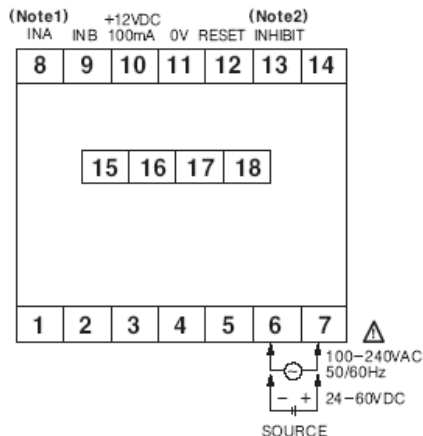 (Note1) +12VDC (Note2)
INA INB 100mA 0V RESET INHIBIT
8 9 10 11 12 13 14
15 16 17 18
1 2 3 4 5 6 7
100-240VAC
50/60Hz
- + 24-60VDC
SOURCE